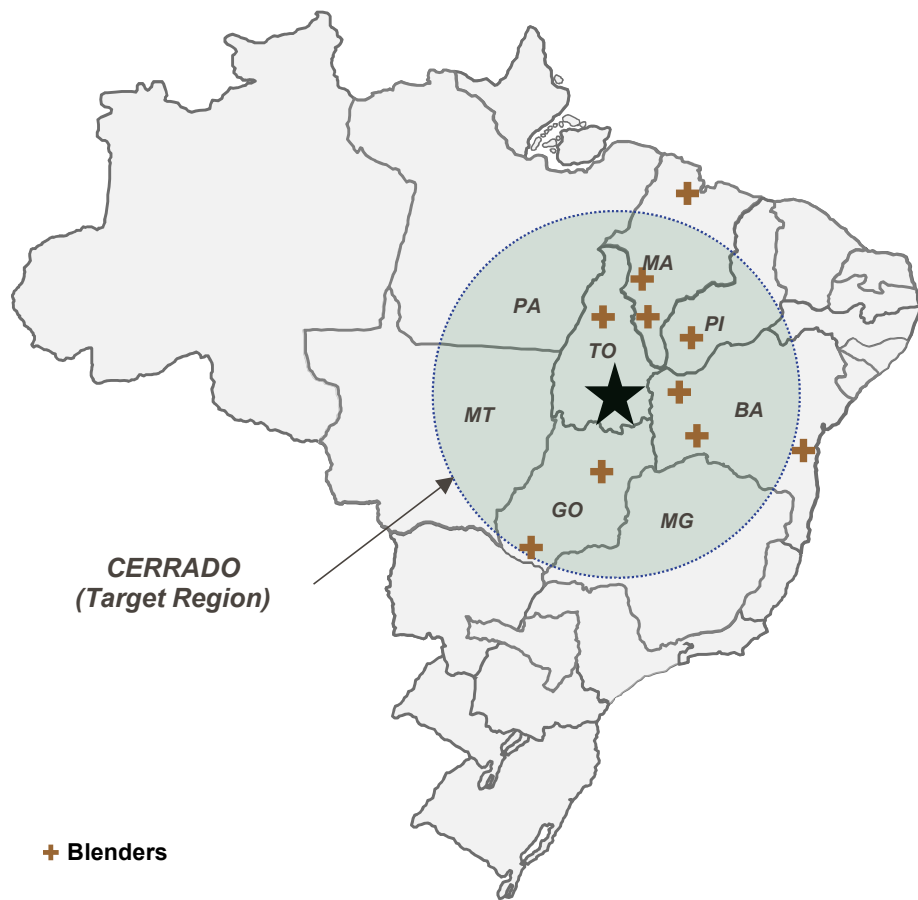 MA
PA
PI
TO
MT
BA
GO
MG
CERRADO
(Target Region)
Blenders